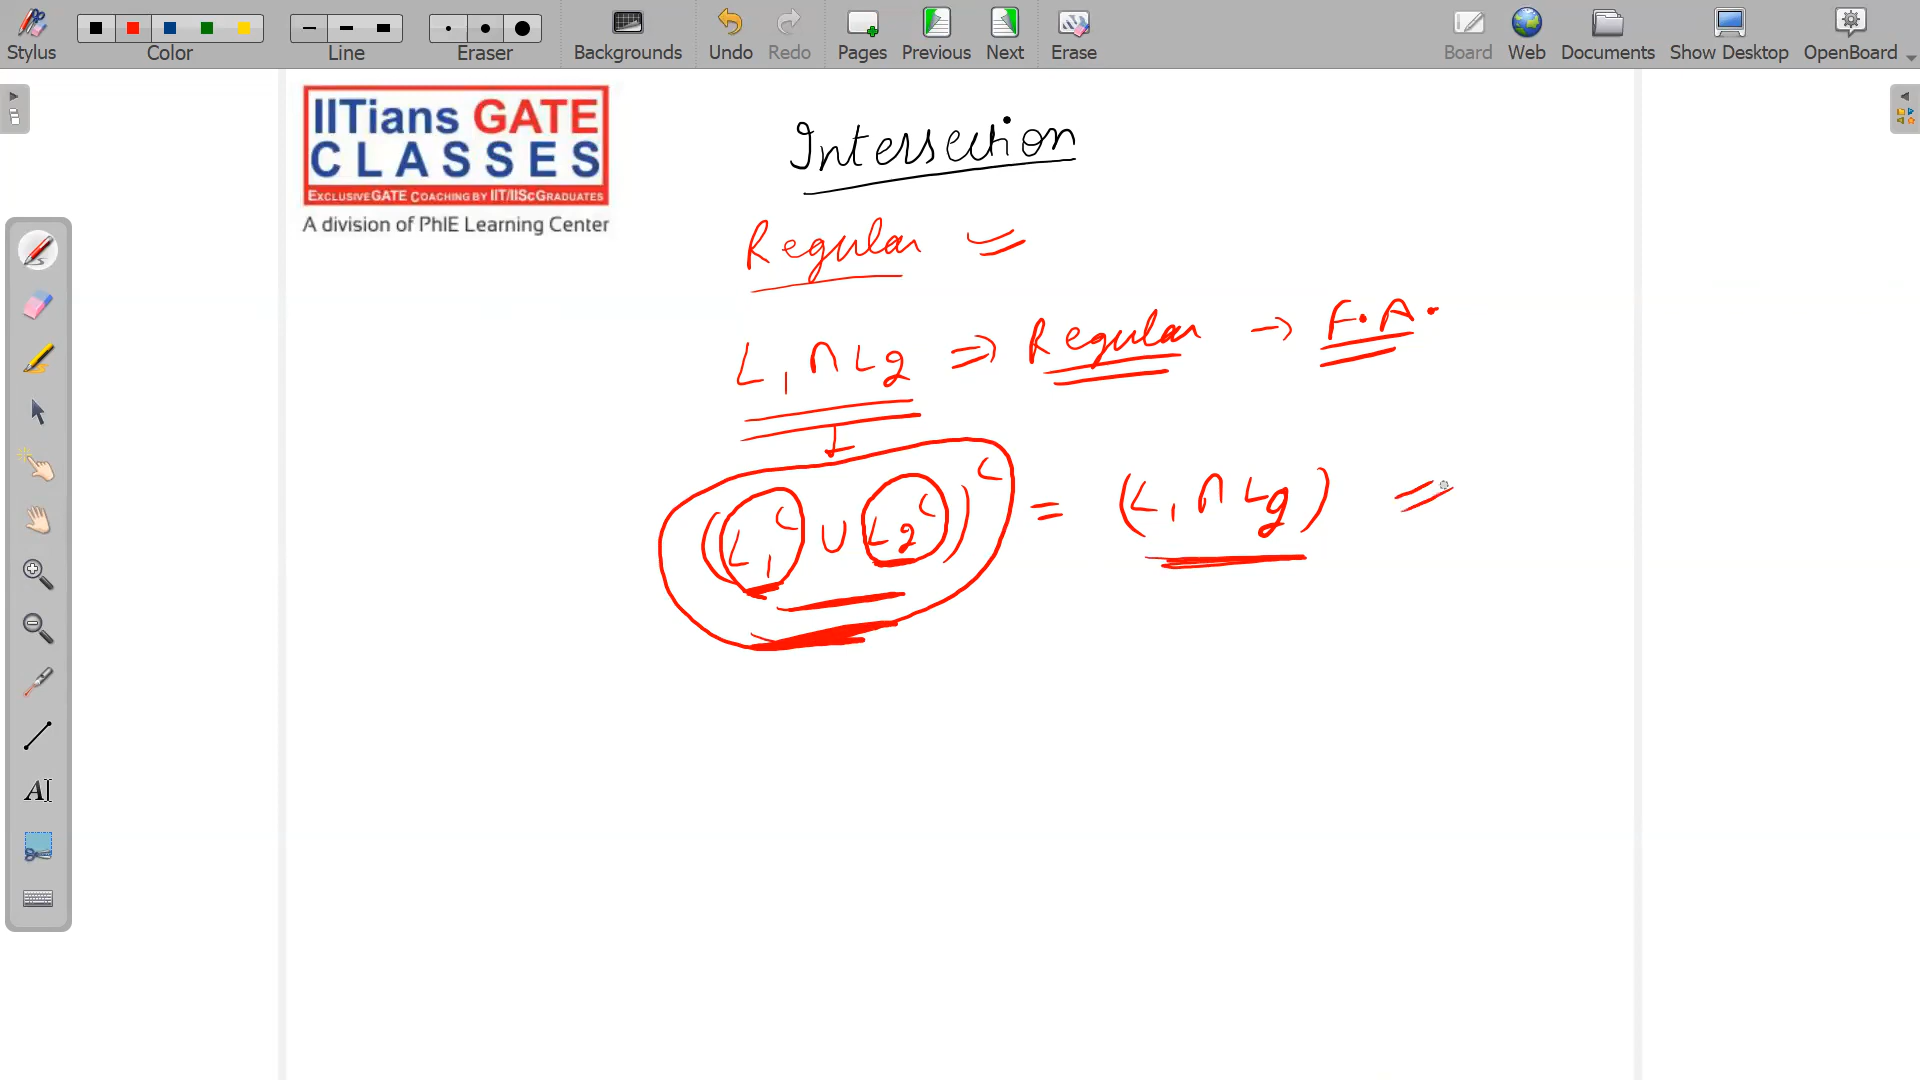 Stylus Color Line Eraser Backgrounds Undo Redo Pages Previous Next Erase Board Web Documents Show Desktop OpenBoard
IITians GATE
CLASSES
EXCLUSIVE GATE COACHING BY IIT/IISc GRADUATES
A division of PhIE Learning Center
Intersection
Regular
L₁ ∩ L₂ ⇒ Regular → F.A.
(L₁ᶜ ∪ L₂ᶜ)ᶜ = (L₁ ∩ L₂) =